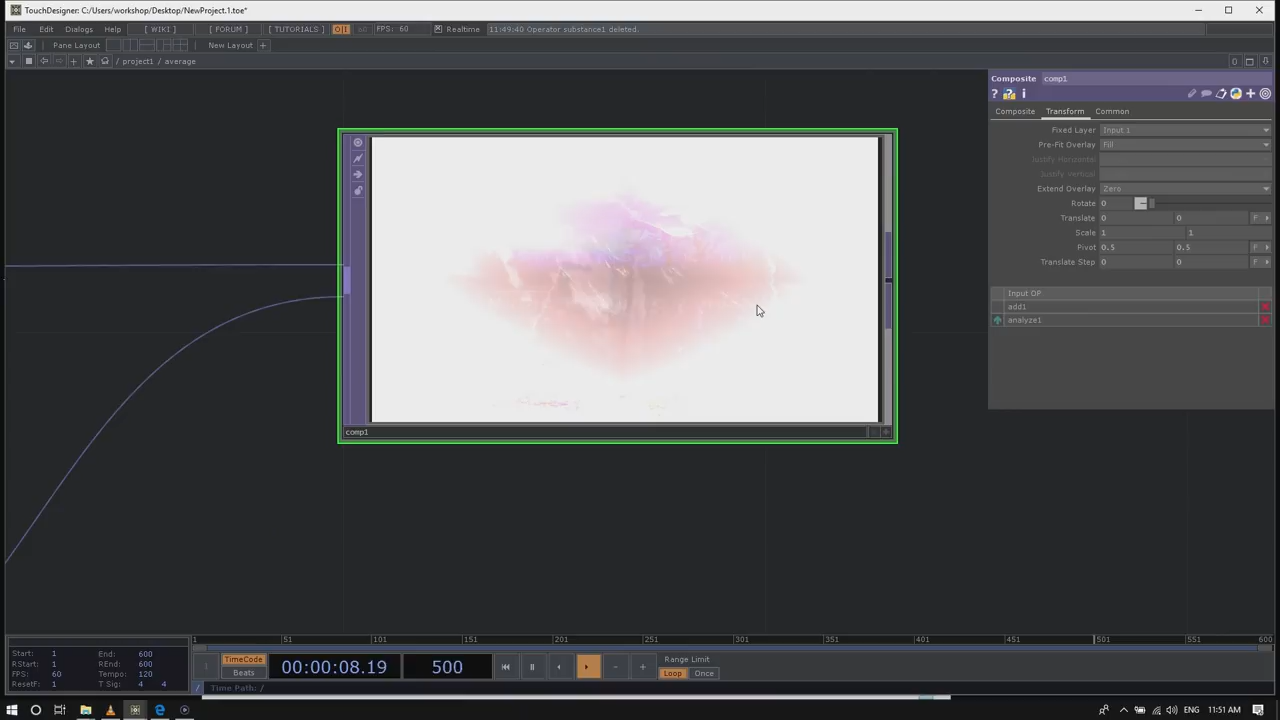 TouchDesigner: C:/Users/workshop/Desktop/NewProject.1.toe*
File Edit Dialogs Help [ WIKI ] [ FORUM ] [ TUTORIALS ] O|I FPS: 60 Realtime 11:49:40 Operator substance1 deleted.
Pane Layout New Layout +
/ project1 / average
Composite comp1
Composite Transform Common
Fixed Layer Input 1
Pre-Fit Overlay Fill
Justify Horizontal
Justify Vertical
Extend Overlay Zero
Rotate 0
Translate 0 0
Scale 1 1
Pivot 0.5 0.5
Translate Step 0 0
Input OP
add1
analyze1
comp1
1 51 101 151 201 251 301 351 401 451 501 551 600
Start: 1 End: 600
RStart: 1 REnd: 600
FPS: 60 Tempo: 120
ResetF: 1 T Sig: 4 4
TimeCode
Beats
00:00:08.19 500
Range Limit
Loop Once
/ Time Path: /
ENG 11:51 AM